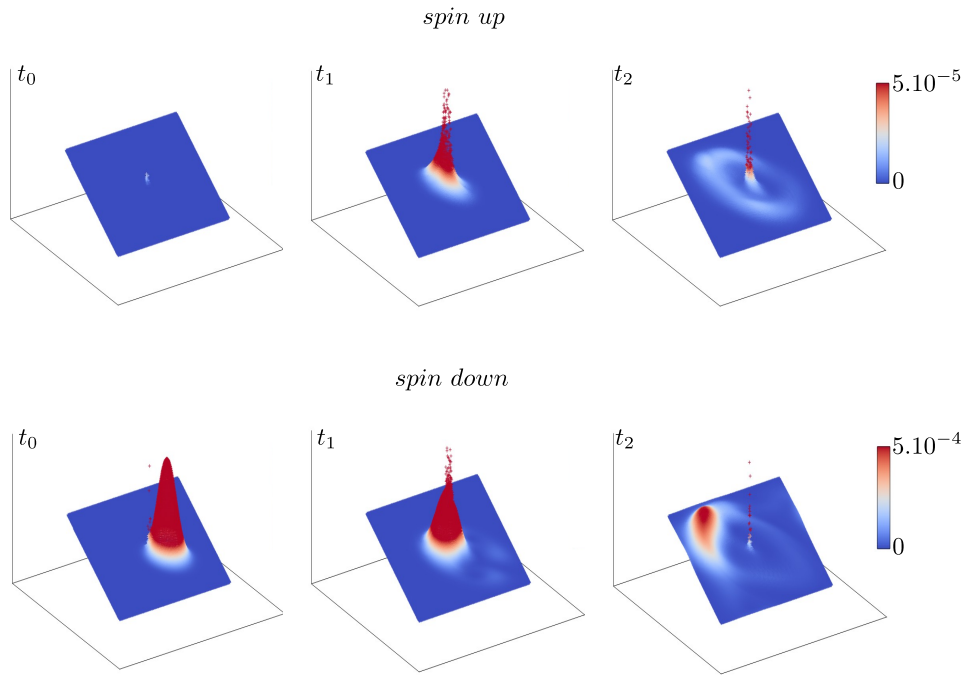 spin up
t₀ t₁ t₂ 5.10⁻⁵
0
spin down
t₀ t₁ t₂ 5.10⁻⁴
0